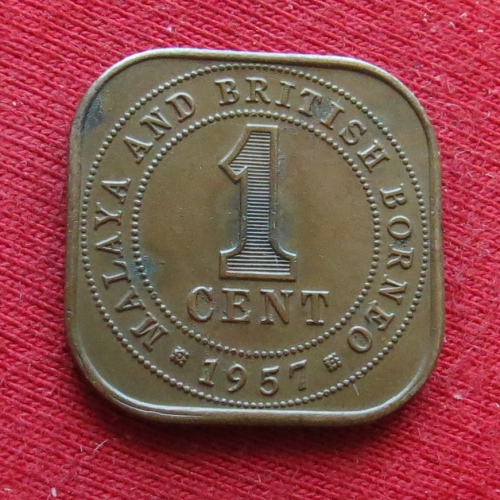 MALAYA AND BRITISH BORNEO
1
CENT
1957